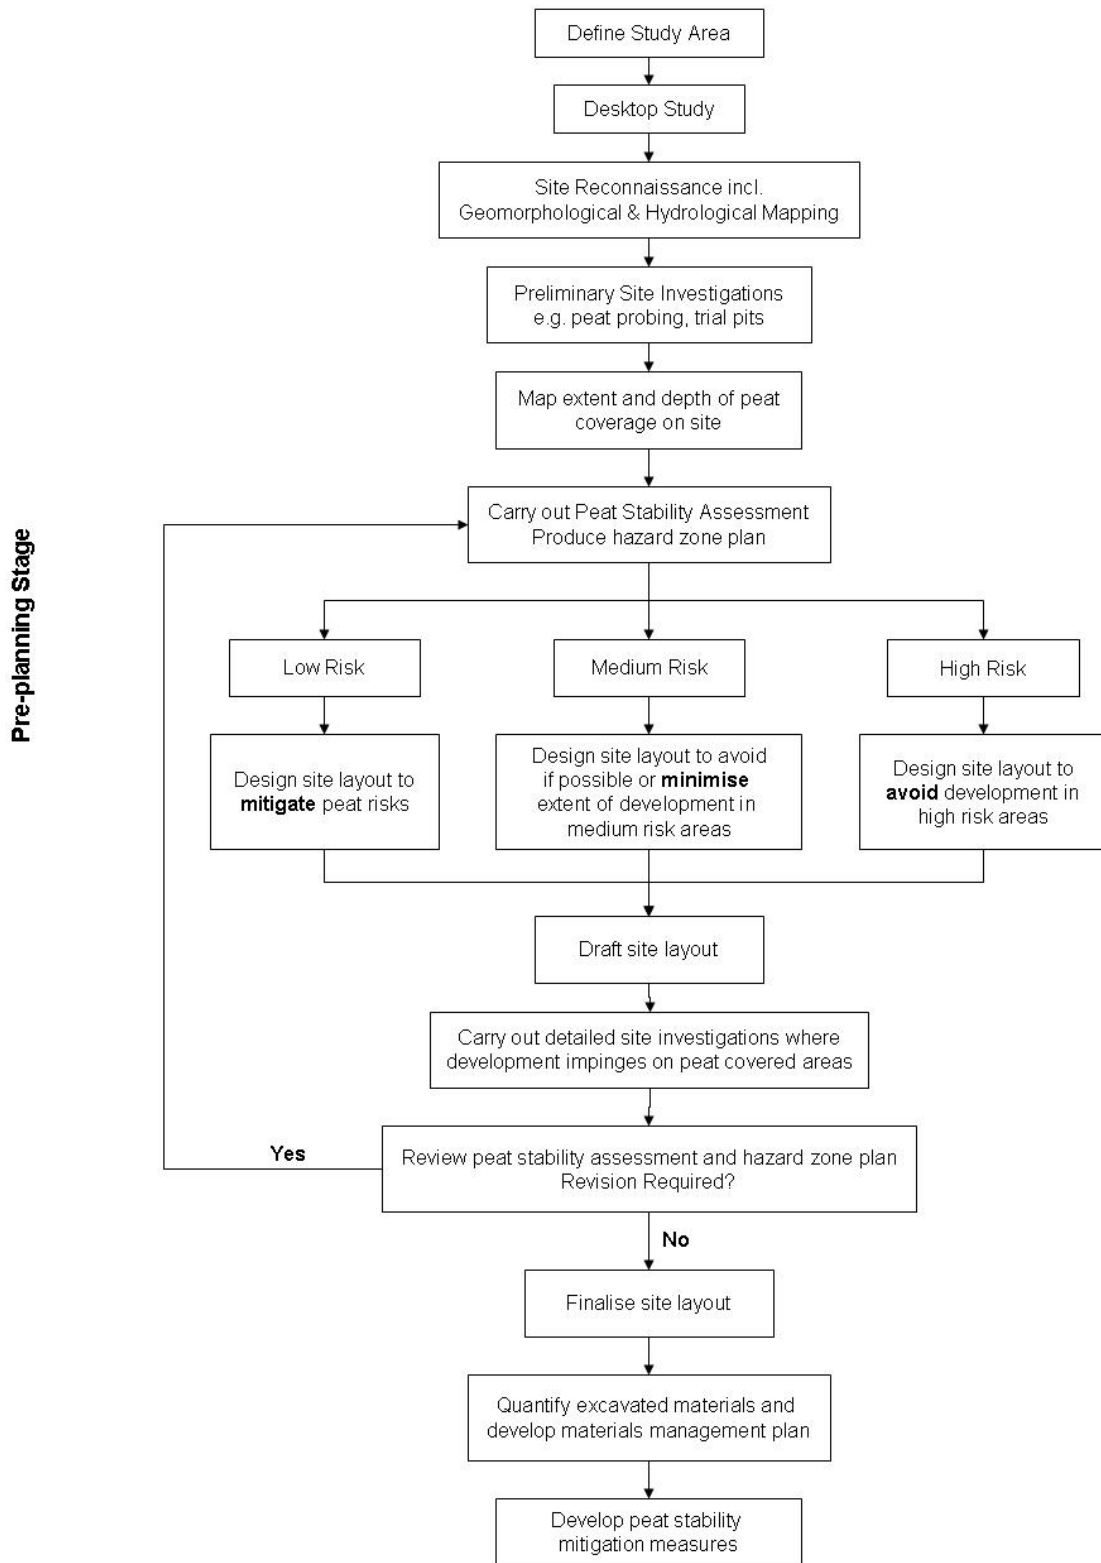 Pre-planning Stage
Define Study Area
Desktop Study
Site Reconnaissance incl.
Geomorphological & Hydrological Mapping
Preliminary Site Investigations
e.g. peat probing, trial pits
Map extent and depth of peat
coverage on site
Carry out Peat Stability Assessment
Produce hazard zone plan
Low Risk
Medium Risk
High Risk
Design site layout to
mitigate peat risks
Design site layout to avoid
if possible or minimise
extent of development in
medium risk areas
Design site layout to
avoid development in
high risk areas
Draft site layout
Carry out detailed site investigations where
development impinges on peat covered areas
Yes
Review peat stability assessment and hazard zone plan
Revision Required?
No
Finalise site layout
Quantify excavated materials and
develop materials management plan
Develop peat stability
mitigation measures